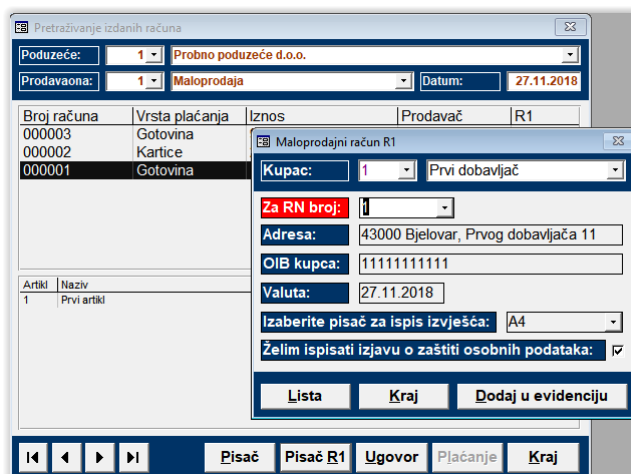 Pretraživanje izdanih računa
Poduzeće: 1 Probno poduzeće d.o.o.
Prodavaona: 1 Maloprodaja Datum: 27.11.2018
Broj računa Vrsta plaćanja Iznos Prodavač R1
000003 Gotovina
000002 Kartice
000001 Gotovina
Artikl Naziv
1 Prvi artikl
Maloprodajni račun R1
Kupac: 1 Prvi dobavljač
Za RN broj: 1
Adresa: 43000 Bjelovar, Prvog dobavljača 11
OIB kupca: 11111111111
Valuta: 27.11.2018
Izaberite pisač za ispis izvješća: A4
Želim ispisati izjavu o zaštiti osobnih podataka:
Lista Kraj Dodaj u evidenciju
Pisač Pisač R1 Ugovor Plaćanje Kraj